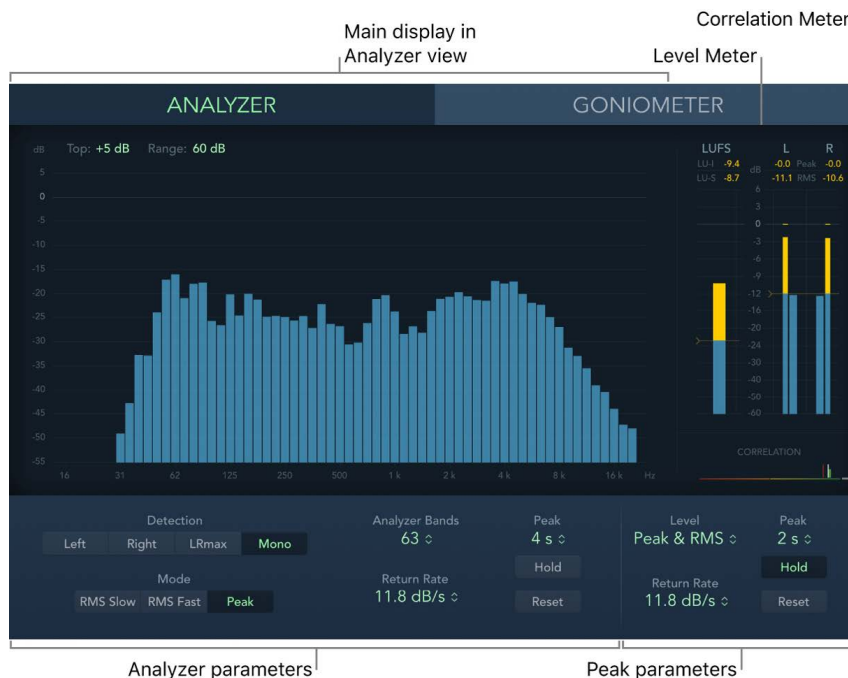 Correlation Meter
Main display in
Analyzer view
Level Meter
ANALYZER
GONIOMETER
dB Top: +5 dB Range: 60 dB
5
0
-5
-10
-15
-20
-25
-30
-35
-40
-45
-50
-55
16 31 62 125 250 500 1 k 2 k 4 k 8 k 16 k Hz
LUFS L R
LU-I -9.4 -0.0 Peak -0.0
LU-S -8.7 dB -11.1 RMS -10.6
6
3
0
-3
-6
-9
-12
-16
-20
-24
-30
-40
-50
-60
CORRELATION
Detection
Left Right LRmax Mono
Mode
RMS Slow RMS Fast Peak
Analyzer Bands
63
Return Rate
11.8 dB/s
Peak
4 s
Hold
Reset
Level
Peak & RMS
Return Rate
11.8 dB/s
Peak
2 s
Hold
Reset
Analyzer parameters
Peak parameters